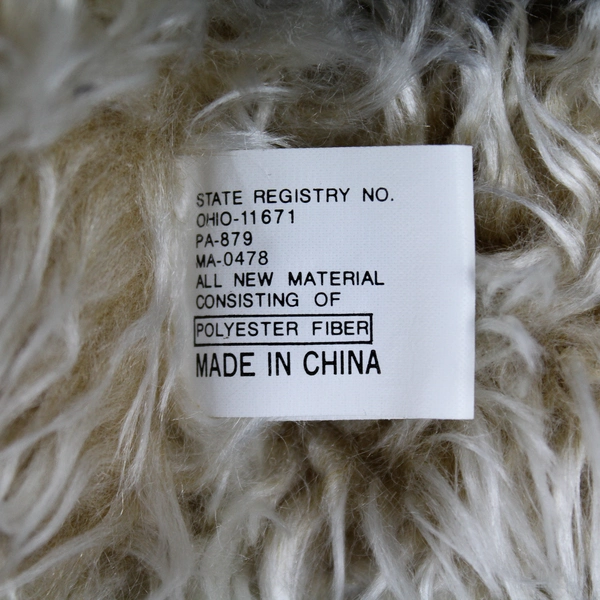 STATE REGISTRY NO.
OHIO-11671
PA-879
MA-0478
ALL NEW MATERIAL
CONSISTING OF
POLYESTER FIBER
MADE IN CHINA